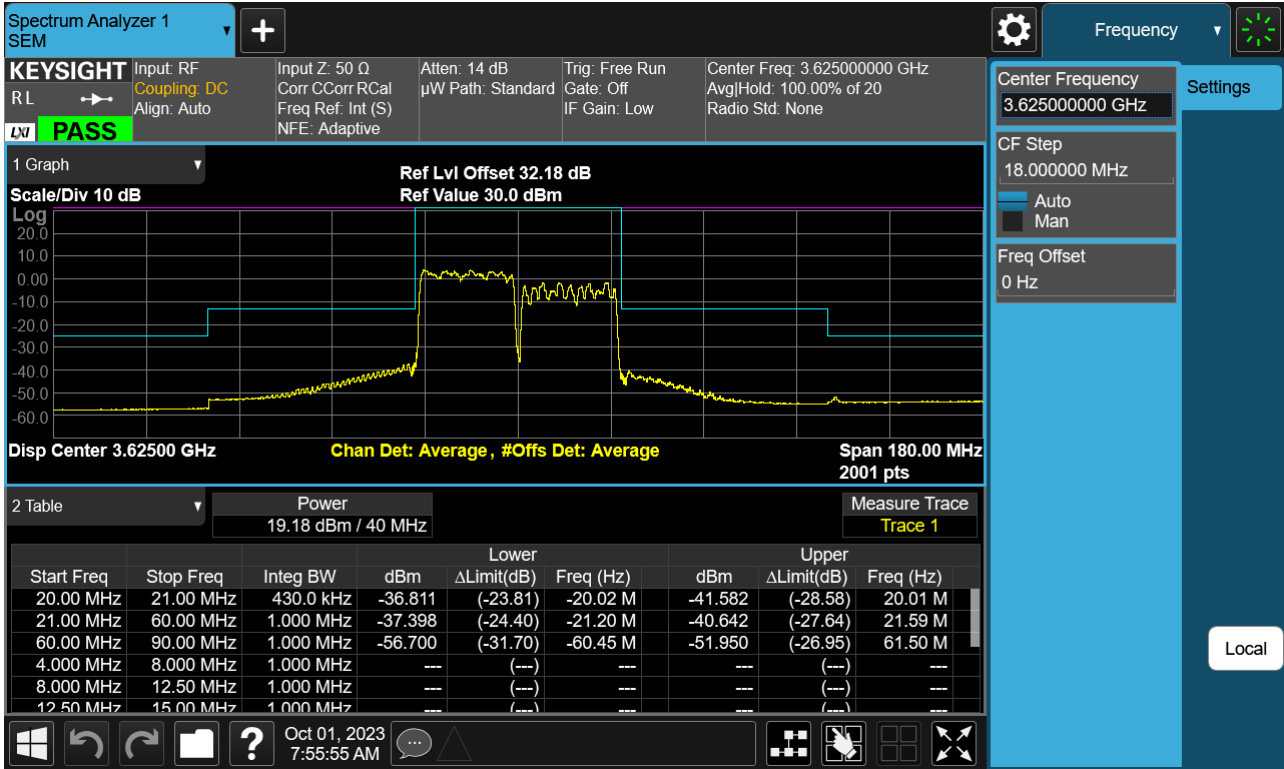 Spectrum Analyzer 1
SEM
+
Frequency
KEYSIGHT
R L
LXI
PASS
Input: RF
Coupling: DC
Align: Auto
Input Z: 50 Ω
Corr CCorr RCal
Freq Ref: Int (S)
NFE: Adaptive
Atten: 14 dB
µW Path: Standard
Trig: Free Run
Gate: Off
IF Gain: Low
Center Freq: 3.625000000 GHz
Avg|Hold: 100.00% of 20
Radio Std: None
Center Frequency
3.625000000 GHz
Settings
CF Step
18.000000 MHz
Auto
Man
Freq Offset
0 Hz
1 Graph
Scale/Div 10 dB
Ref Lvl Offset 32.18 dB
Ref Value 30.0 dBm
Log
20.0
10.0
0.00
-10.0
-20.0
-30.0
-40.0
-50.0
-60.0
Disp Center 3.62500 GHz
Chan Det: Average , #Offs Det: Average
Span 180.00 MHz
2001 pts
2 Table
Power
19.18 dBm / 40 MHz
Measure Trace
Trace 1
Lower Upper
Start Freq Stop Freq Integ BW dBm ΔLimit(dB) Freq (Hz) dBm ΔLimit(dB) Freq (Hz)
20.00 MHz 21.00 MHz 430.0 kHz -36.811 (-23.81) -20.02 M -41.582 (-28.58) 20.01 M
21.00 MHz 60.00 MHz 1.000 MHz -37.398 (-24.40) -21.20 M -40.642 (-27.64) 21.59 M
60.00 MHz 90.00 MHz 1.000 MHz -56.700 (-31.70) -60.45 M -51.950 (-26.95) 61.50 M
4.000 MHz 8.000 MHz 1.000 MHz --- (---) --- --- (---) ---
8.000 MHz 12.50 MHz 1.000 MHz --- (---) --- --- (---) ---
12.50 MHz 15.00 MHz 1.000 MHz --- (---) --- --- (---) ---
Local
?
Oct 01, 2023
7:55:55 AM